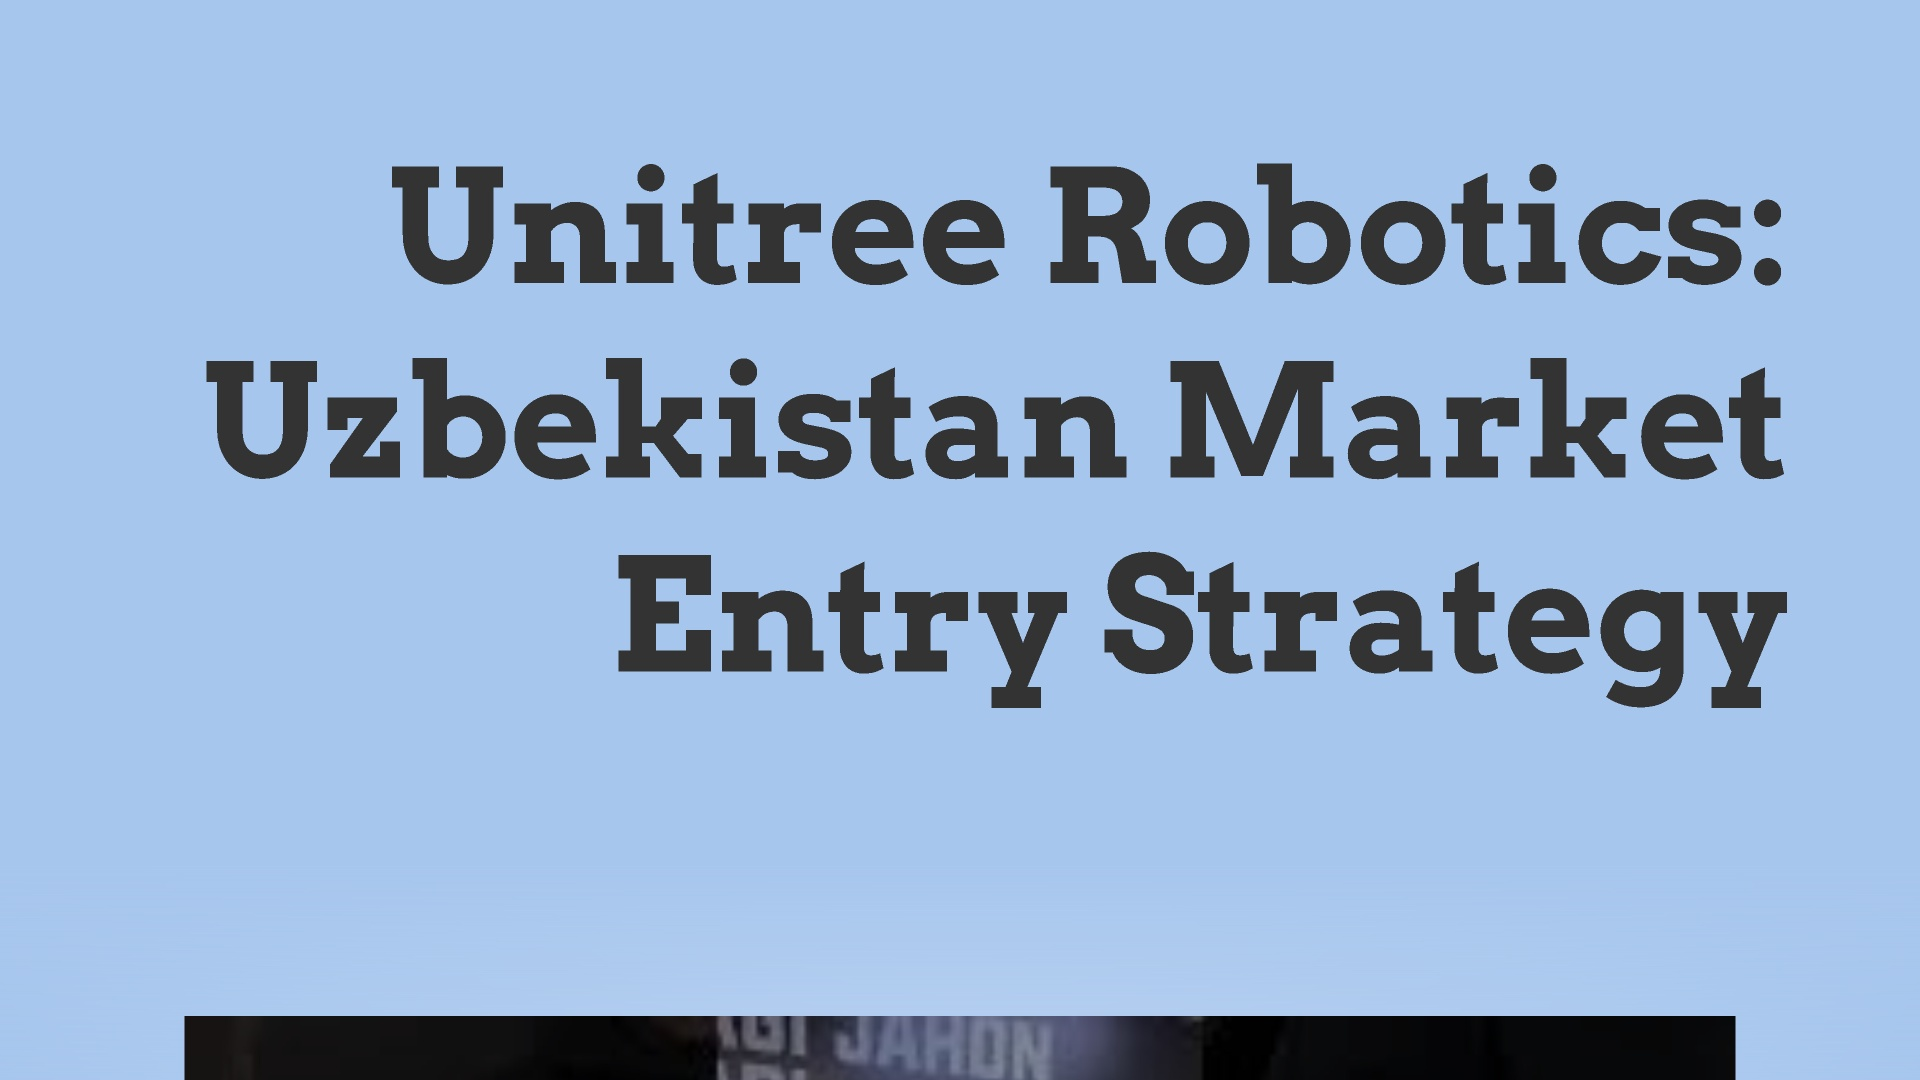 Unitree Robotics:
Uzbekistan Market
Entry Strategy
JAHON